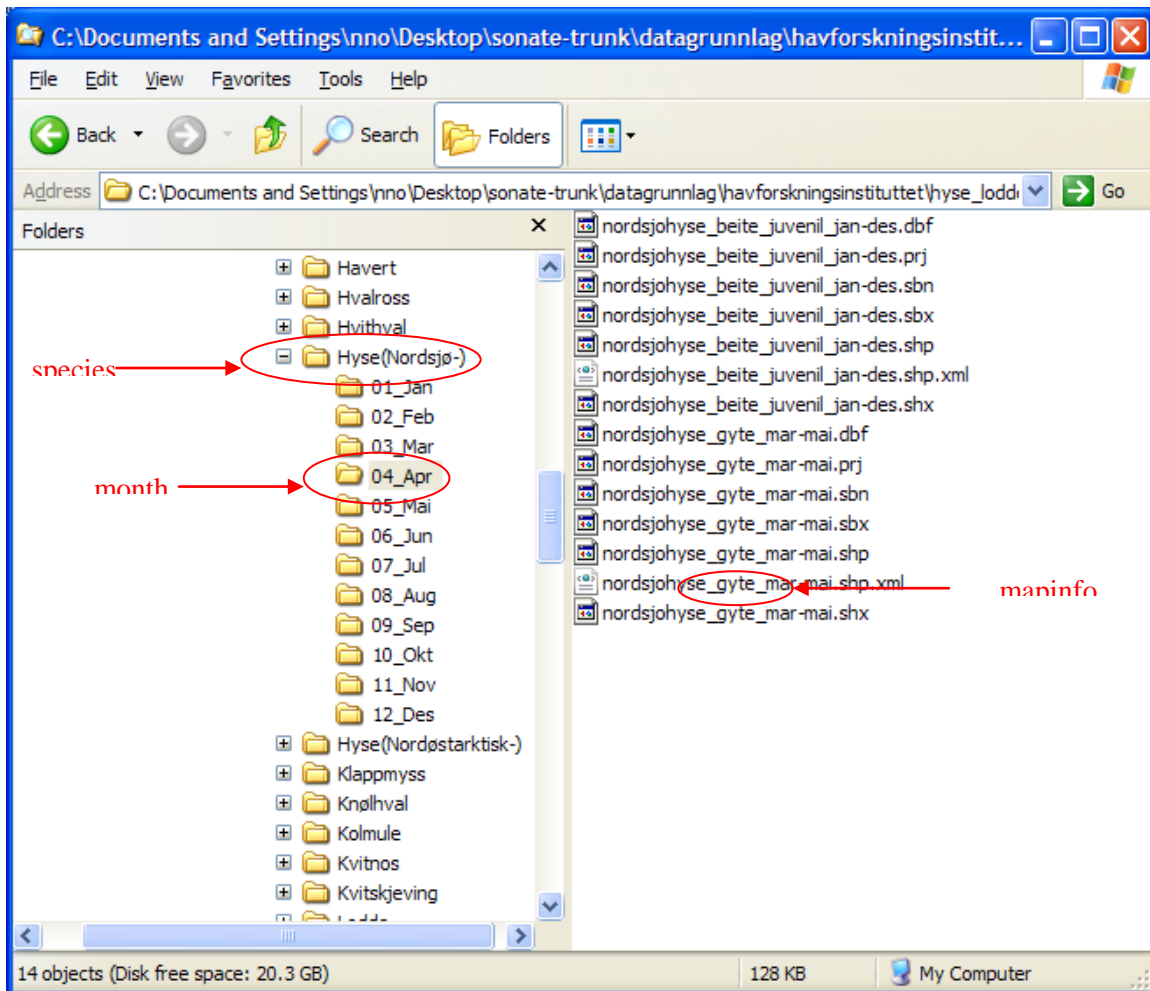 C:\Documents and Settings\nno\Desktop\sonate-trunk\datagrunnlag\havforskningsinstit...
File Edit View Favorites Tools Help
Back Search Folders
Address C:\Documents and Settings\nno\Desktop\sonate-trunk\datagrunnlag\havforskningsinstituttet\hyse_lodd Go
Folders
Havert
Hvalross
Hvithval
Hyse(Nordsjø-)
01_Jan
02_Feb
03_Mar
04_Apr
05_Mai
06_Jun
07_Jul
08_Aug
09_Sep
10_Okt
11_Nov
12_Des
Hyse(Nordøstarktisk-)
Klappmyss
Knølhval
Kolmule
Kvitnos
Kvitskjeving
Lodde
species
month
nordsjohyse_beite_juvenil_jan-des.dbf
nordsjohyse_beite_juvenil_jan-des.prj
nordsjohyse_beite_juvenil_jan-des.sbn
nordsjohyse_beite_juvenil_jan-des.sbx
nordsjohyse_beite_juvenil_jan-des.shp
nordsjohyse_beite_juvenil_jan-des.shp.xml
nordsjohyse_beite_juvenil_jan-des.shx
nordsjohyse_gyte_mar-mai.dbf
nordsjohyse_gyte_mar-mai.prj
nordsjohyse_gyte_mar-mai.sbn
nordsjohyse_gyte_mar-mai.sbx
nordsjohyse_gyte_mar-mai.shp
nordsjohyse_gyte_mar-mai.shp.xml
nordsjohyse_gyte_mar-mai.shx
mapinfo
14 objects (Disk free space: 20.3 GB) 128 KB My Computer